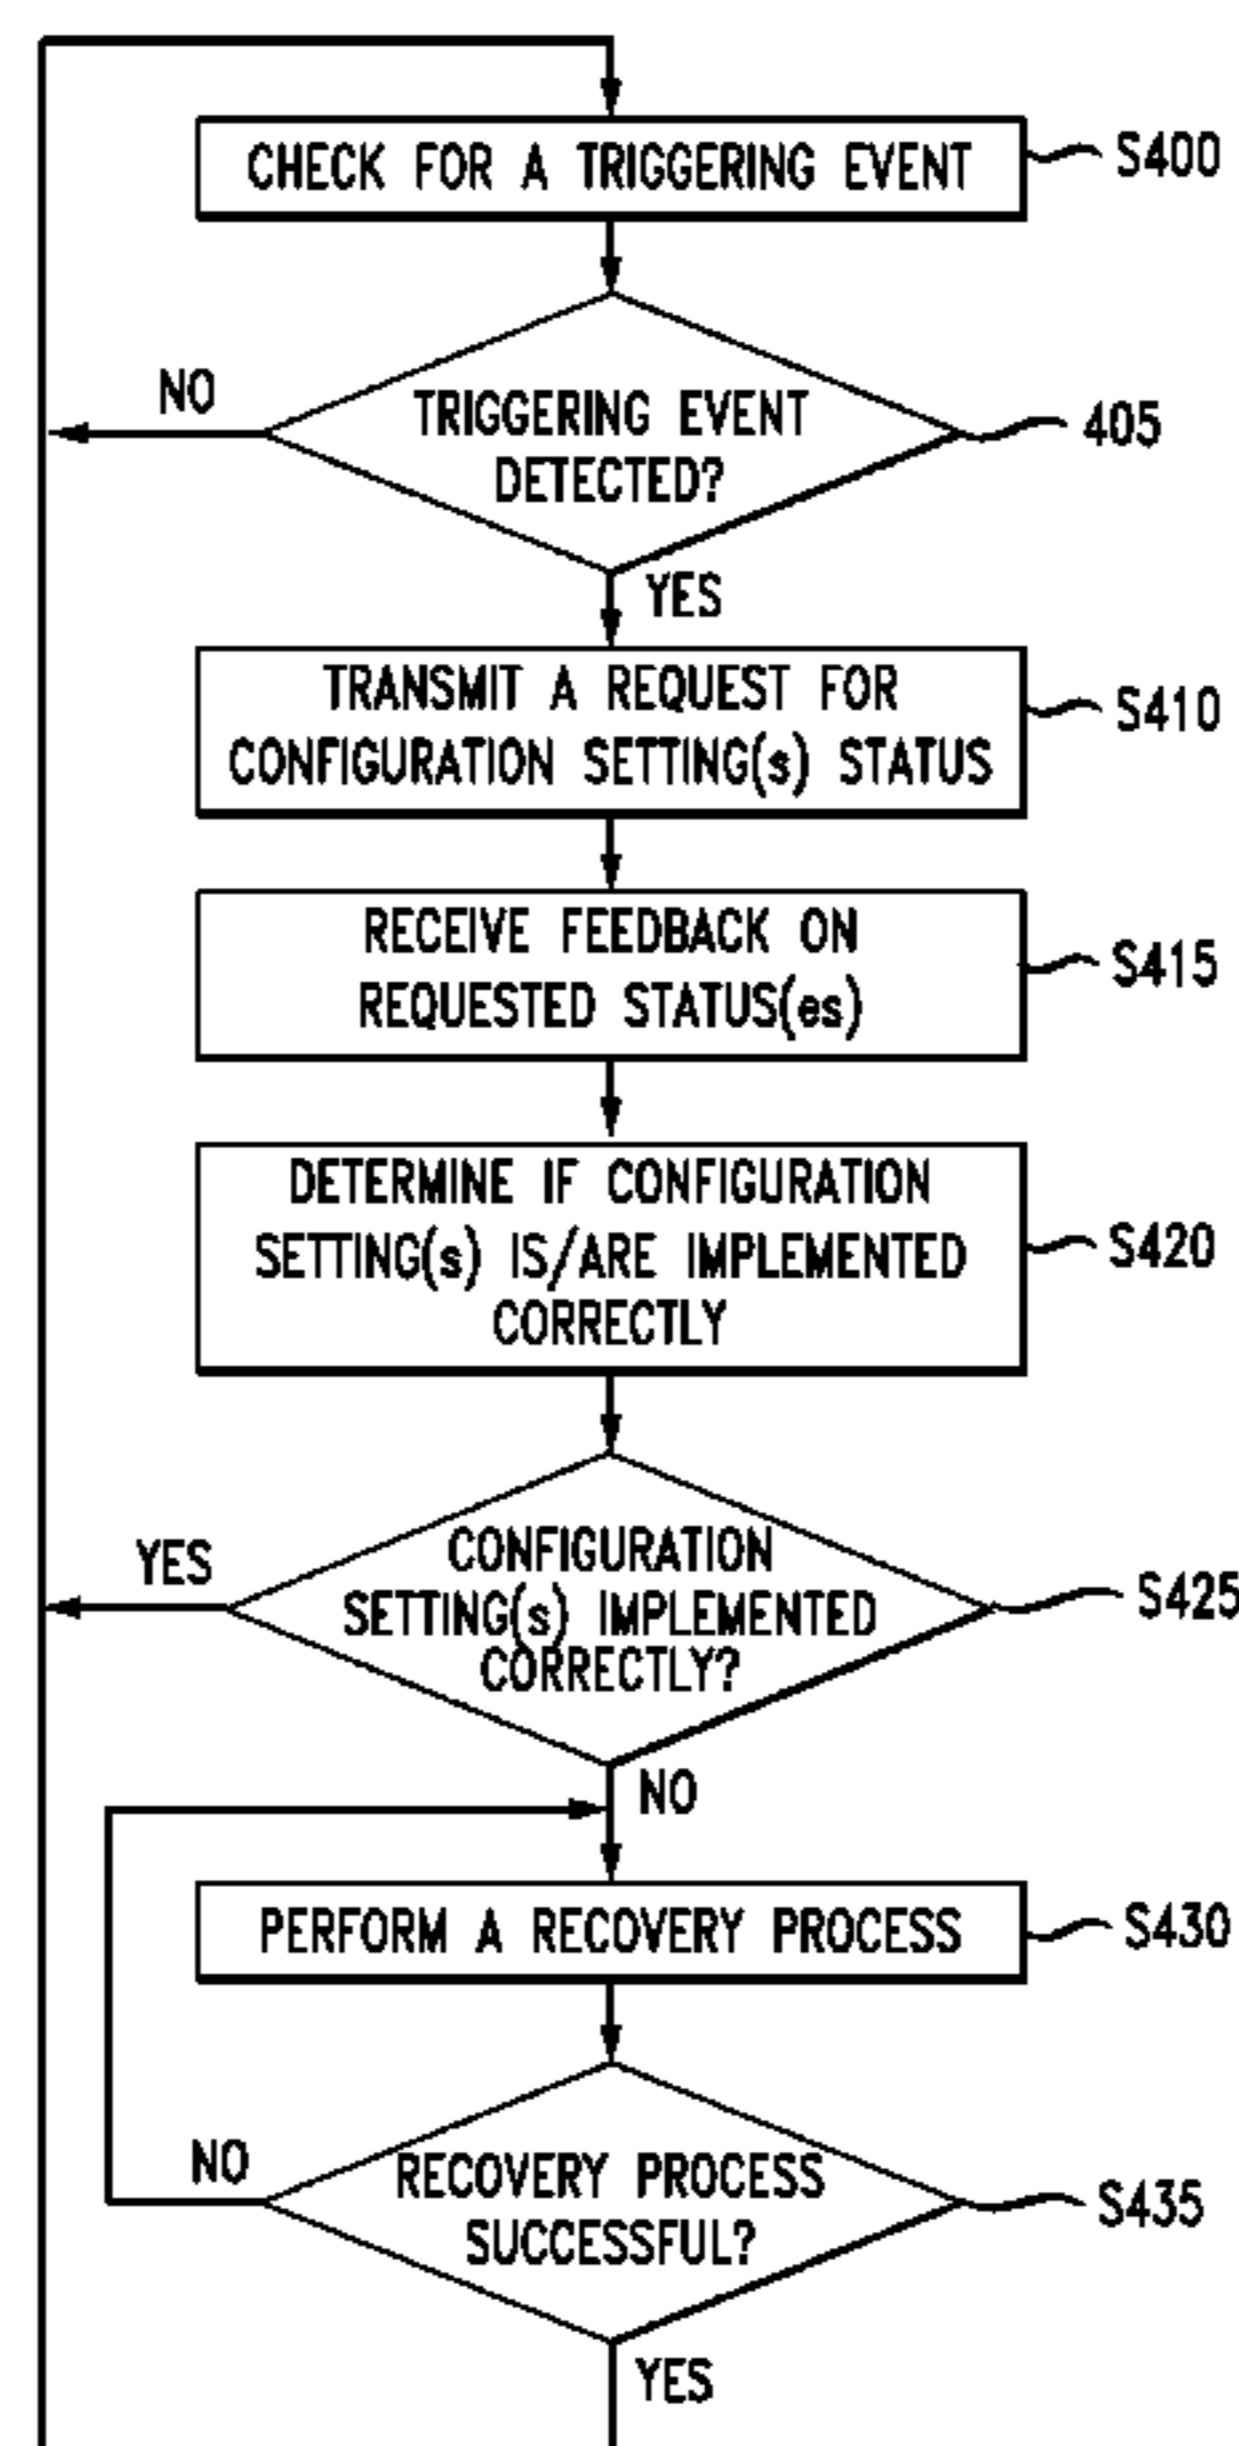 CHECK FOR A TRIGGERING EVENT
S400
NO
TRIGGERING EVENT
DETECTED?
405
YES
TRANSMIT A REQUEST FOR
CONFIGURATION SETTING(s) STATUS
S410
RECEIVE FEEDBACK ON
REQUESTED STATUS(es)
S415
DETERMINE IF CONFIGURATION
SETTING(s) IS/ARE IMPLEMENTED
CORRECTLY
S420
YES
CONFIGURATION
SETTING(s) IMPLEMENTED
CORRECTLY?
S425
NO
PERFORM A RECOVERY PROCESS
S430
NO
RECOVERY PROCESS
SUCCESSFUL?
S435
YES